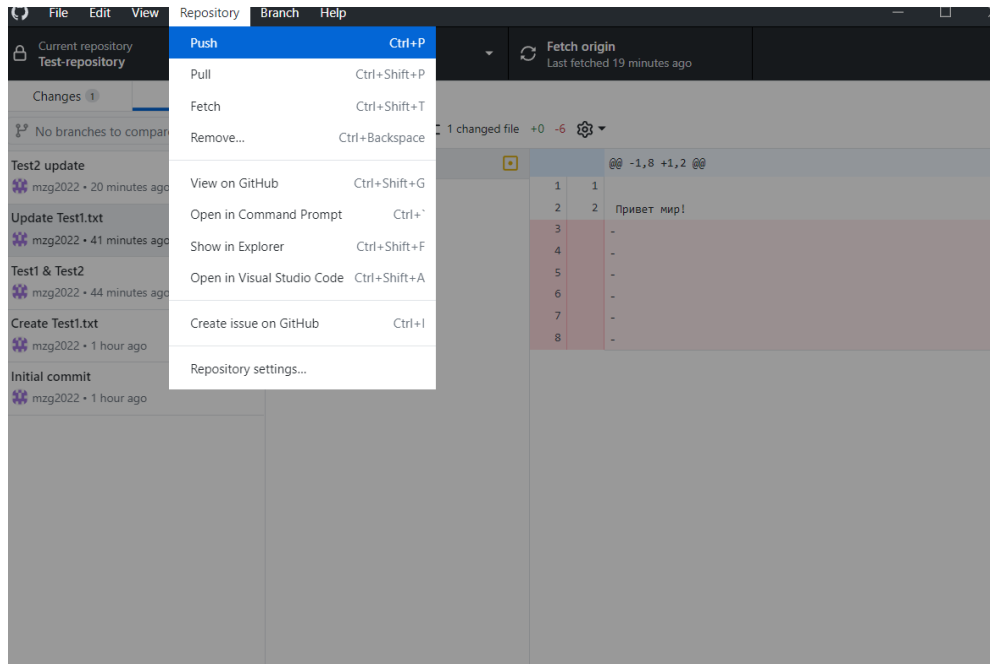 File Edit View Repository Branch Help
Current repository
Test-repository
Fetch origin
Last fetched 19 minutes ago
Push Ctrl+P
Pull Ctrl+Shift+P
Fetch Ctrl+Shift+T
Remove... Ctrl+Backspace
View on GitHub Ctrl+Shift+G
Open in Command Prompt Ctrl+`
Show in Explorer Ctrl+Shift+F
Open in Visual Studio Code Ctrl+Shift+A
Create issue on GitHub Ctrl+I
Repository settings...
Changes 1
No branches to compar
Test2 update
mzg2022 • 20 minutes ago
Update Test1.txt
mzg2022 • 41 minutes ago
Test1 & Test2
mzg2022 • 44 minutes ago
Create Test1.txt
mzg2022 • 1 hour ago
Initial commit
mzg2022 • 1 hour ago
1 changed file +0 -6
@@ -1,8 +1,2 @@
1 1
2 2 Привет мир!
3 -
4 -
5 -
6 -
7 -
8 -